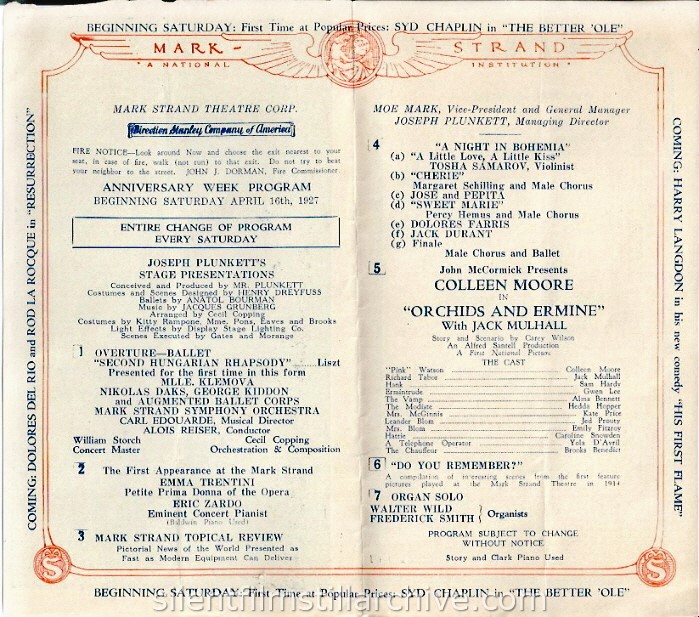 BEGINNING SATURDAY: First Time at Popular Prices: SYD CHAPLIN in "THE BETTER 'OLE"
MARK - STRAND
· A NATIONAL INSTITUTION ·
COMING: DOLORES DEL RIO and ROD LA ROCQUE in "RESURRECTION"
MARK STRAND THEATRE CORP.
Direction Stanley Company of America
FIRE NOTICE—Look around Now and choose the exit nearest to your
seat, in case of fire, walk (not run) to that exit. Do not try to beat
your neighbor to the street. JOHN J. DORMAN, Fire Commissioner
ANNIVERSARY WEEK PROGRAM
BEGINNING SATURDAY APRIL 16th, 1927
ENTIRE CHANGE OF PROGRAM
EVERY SATURDAY
JOSEPH PLUNKETT'S
STAGE PRESENTATIONS
Conceived and Produced by MR. PLUNKETT
Costumes and Scenes Designed by HENRY DREYFUSS
Ballets by ANATOL BOURMAN
Music by JACQUES GRUNBERG
Arranged by Cecil Copping
Costumes by Kitty Rampone, Mme. Pons, Eaves and Brooks
Light Effects by Display Stage Lighting Co.
Scenes Executed by Gates and Morange
1 OVERTURE—BALLET
"SECOND HUNGARIAN RHAPSODY" ......Liszt
Presented for the first time in this form
MLLE. KLEMOVA
NIKOLAS DAKS, GEORGE KIDDON
and AUGMENTED BALLET CORPS
MARK STRAND SYMPHONY ORCHESTRA
CARL EDOUARDE, Musical Director
ALOIS REISER, Conductor
William Storch Cecil Copping
Concert Master Orchestration & Composition
2 The First Appearance at the Mark Strand
EMMA TRENTINI
Petite Prima Donna of the Opera
ERIC ZARDO
Eminent Concert Pianist
(Baldwin Piano Used)
3 MARK STRAND TOPICAL REVIEW
Pictorial News of the World Presented as
Fast as Modern Equipment Can Deliver
MOE MARK, Vice-President and General Manager
JOSEPH PLUNKETT, Managing Director
4 "A NIGHT IN BOHEMIA"
(a) "A Little Love, A Little Kiss"
TOSHA SAMAROV, Violinist
(b) "CHERIE"
Margaret Schilling and Male Chorus
(c) JOSE and PEPITA
(d) "SWEET MARIE"
Percy Hemus and Male Chorus
(e) DOLORES FARRIS
(f) JACK DURANT
(g) Finale
Male Chorus and Ballet
5 John McCormick Presents
COLLEEN MOORE
IN
"ORCHIDS AND ERMINE"
With JACK MULHALL
Story and Scenario by Carey Wilson
An Alfred Santell Production
A First National Picture
THE CAST
"Pink" Watson Colleen Moore
Richard Tabor Jack Mulhall
Hank Sam Hardy
Ermintrude Gwen Lee
The Vamp Alma Bennett
The Modiste Hedda Hopper
Mrs. McGinnis Kate Price
Leander Blom Jed Prouty
Mrs. Blom Emily Fitzroy
Hattie Caroline Snowden
A Telephone Operator Yola D'Avril
The Chauffeur Brooks Benedict
6 "DO YOU REMEMBER?"
A compilation of interesting scenes from the first feature
pictures played at the Mark Strand Theatre in 1914
7 ORGAN SOLO
WALTER WILD
FREDERICK SMITH } Organists
PROGRAM SUBJECT TO CHANGE
WITHOUT NOTICE
Story and Clark Piano Used
COMING: HARRY LANGDON in his new comedy "HIS FIRST FLAME"
S S
BEGINNING SATURDAY: First Time at Popular Prices: SYD CHAPLIN in "THE BETTER 'OLE"
silentfilmstillarchive.com